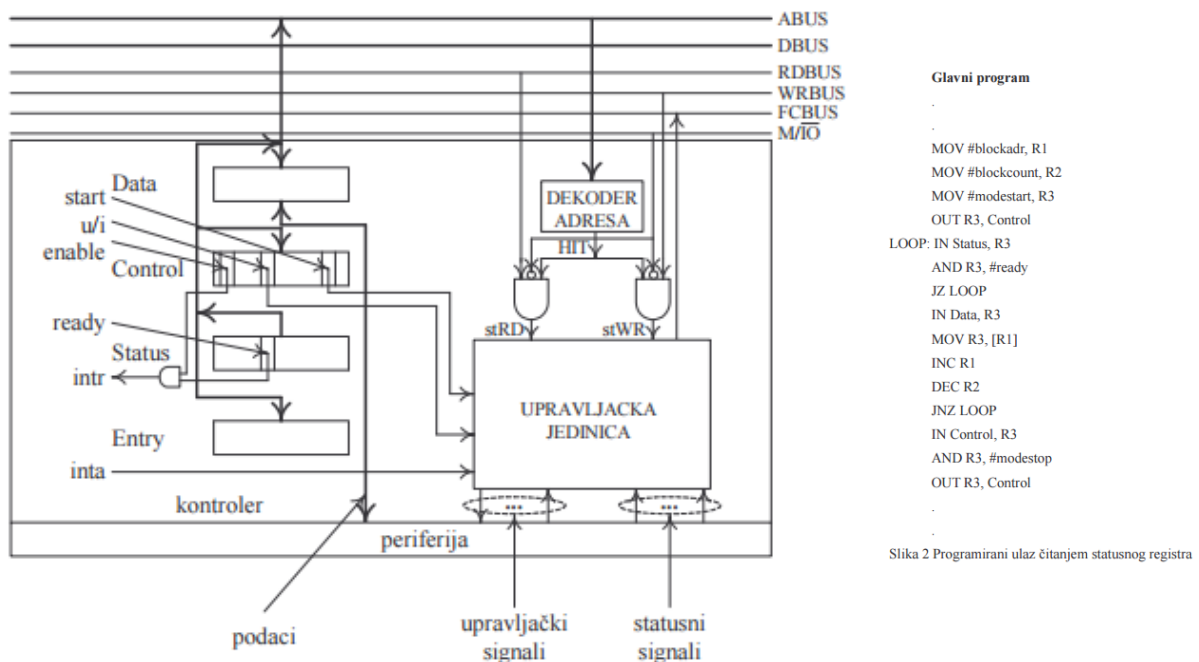 ABUS
DBUS
RDBUS
WRBUS
FCBUS
M/I̅O̅
Data
start
u/i
enable
Control
ready
Status
intr
Entry
inta
kontroler
DEKODER
ADRESA
HIT
stRD
stWR
UPRAVLJACKA
JEDINICA
...
...
periferija
podaci
upravljački
signali
statusni
signali
Glavni program
.
.
MOV #blockadr, R1
MOV #blockcount, R2
MOV #modestart, R3
OUT R3, Control
LOOP: IN Status, R3
AND R3, #ready
JZ LOOP
IN Data, R3
MOV R3, [R1]
INC R1
DEC R2
JNZ LOOP
IN Control, R3
AND R3, #modestop
OUT R3, Control
.
.
Slika 2 Programirani ulaz čitanjem statusnog registra